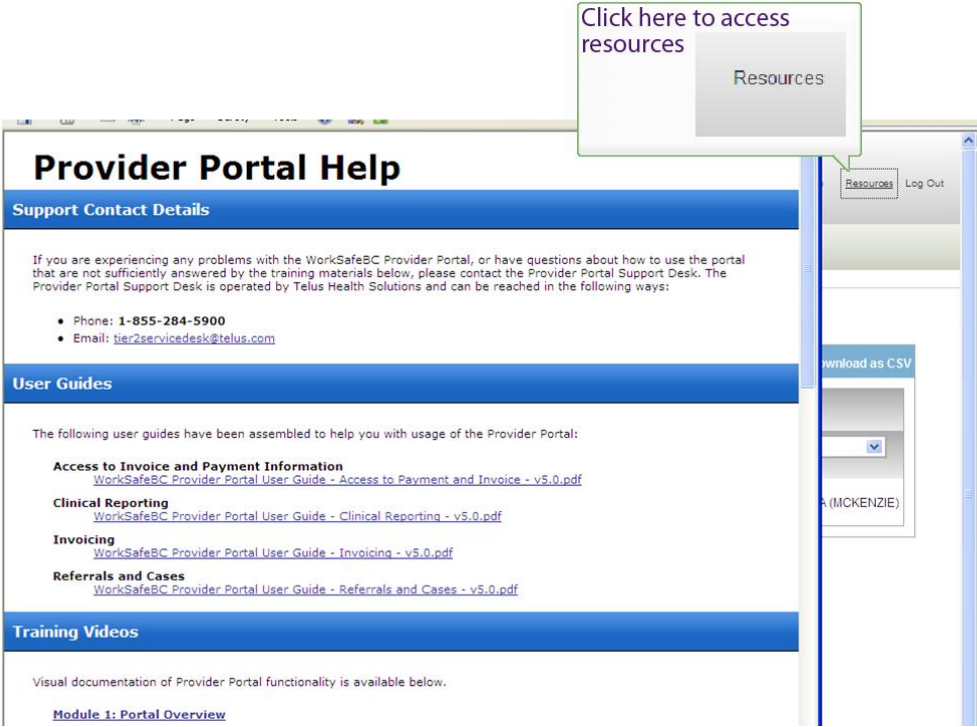 Click here to access
resources
Resources
Provider Portal Help
Resources Log Out
Support Contact Details
If you are experiencing any problems with the WorkSafeBC Provider Portal, or have questions about how to use the portal
that are not sufficiently answered by the training materials below, please contact the Provider Portal Support Desk. The
Provider Portal Support Desk is operated by Telus Health Solutions and can be reached in the following ways:
• Phone: 1-855-284-5900
• Email: tier2servicedesk@telus.com
wnload as CSV
User Guides
The following user guides have been assembled to help you with usage of the Provider Portal:
Access to Invoice and Payment Information
WorkSafeBC Provider Portal User Guide - Access to Payment and Invoice - v5.0.pdf
Clinical Reporting
WorkSafeBC Provider Portal User Guide - Clinical Reporting - v5.0.pdf
A (MCKENZIE)
Invoicing
WorkSafeBC Provider Portal User Guide - Invoicing - v5.0.pdf
Referrals and Cases
WorkSafeBC Provider Portal User Guide - Referrals and Cases - v5.0.pdf
Training Videos
Visual documentation of Provider Portal functionality is available below.
Module 1: Portal Overview